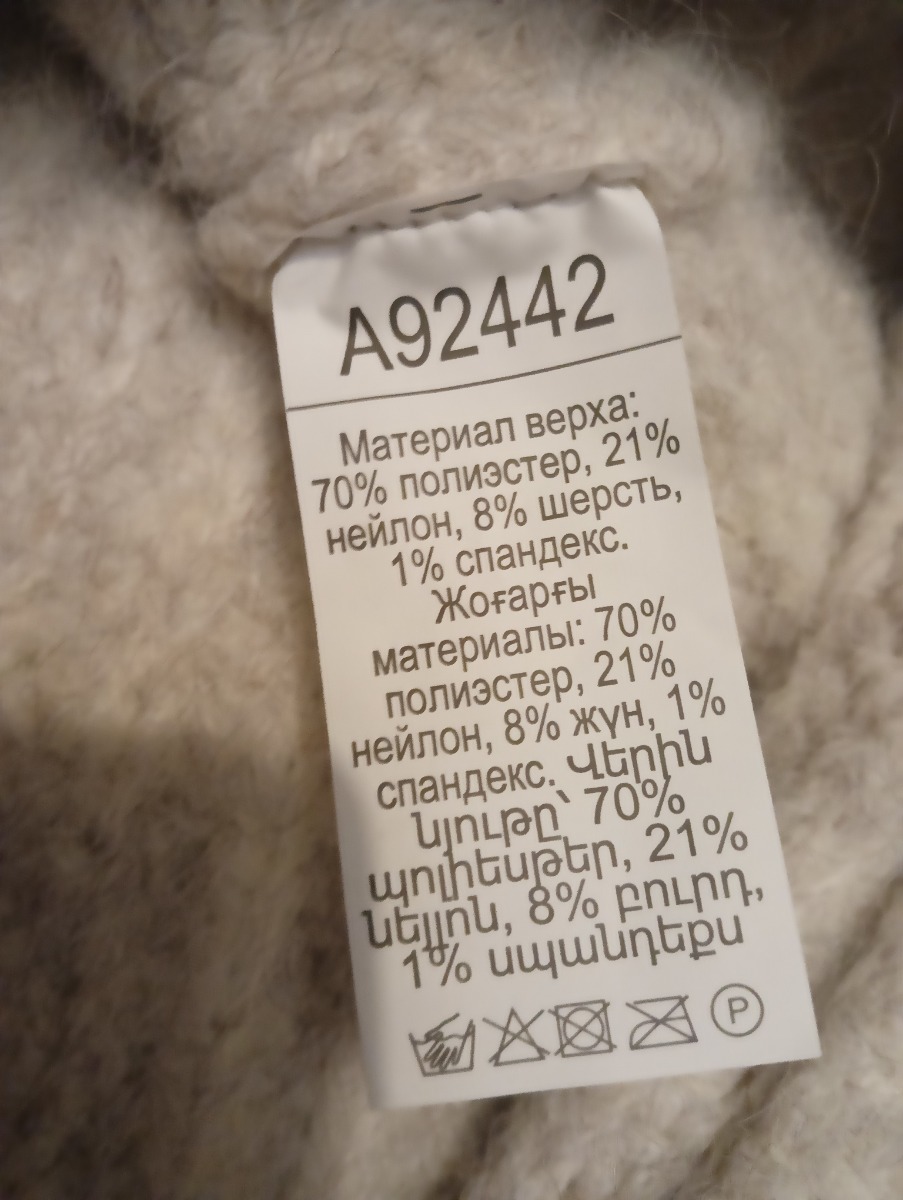 A92442
Материал верха:
70% полиэстер, 21%
нейлон, 8% шерсть,
1% спандекс.
Жоғарғы
материалы: 70%
полиэстер, 21%
нейлон, 8% жүн, 1%
спандекс. Վերին
նյութը՝ 70%
պոլիեսթեր, 21%
նեյլոն, 8% բուրդ,
1% սպանդեքս
P